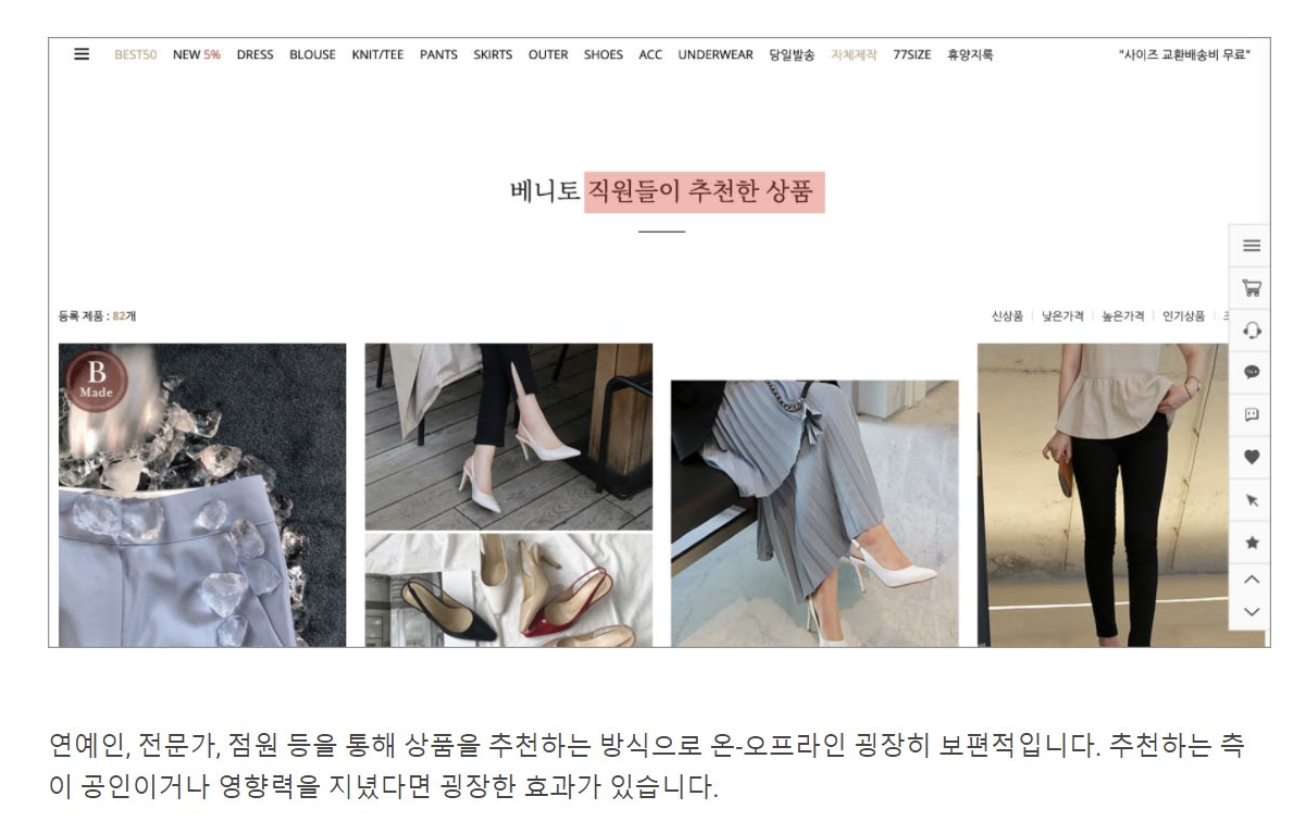 BEST50 NEW 5% DRESS BLOUSE KNIT/TEE PANTS SKIRTS OUTER SHOES ACC UNDERWEAR 당일발송 자체제작 77SIZE 휴양지룩 "사이즈 교환배송비 무료"
베니토 직원들이 추천한 상품
등록 제품 : 82개 신상품 낮은가격 높은가격 인기상품
B
Made
연예인, 전문가, 점원 등을 통해 상품을 추천하는 방식으로 온-오프라인 굉장히 보편적입니다. 추천하는 측
이 공인이거나 영향력을 지녔다면 굉장한 효과가 있습니다.